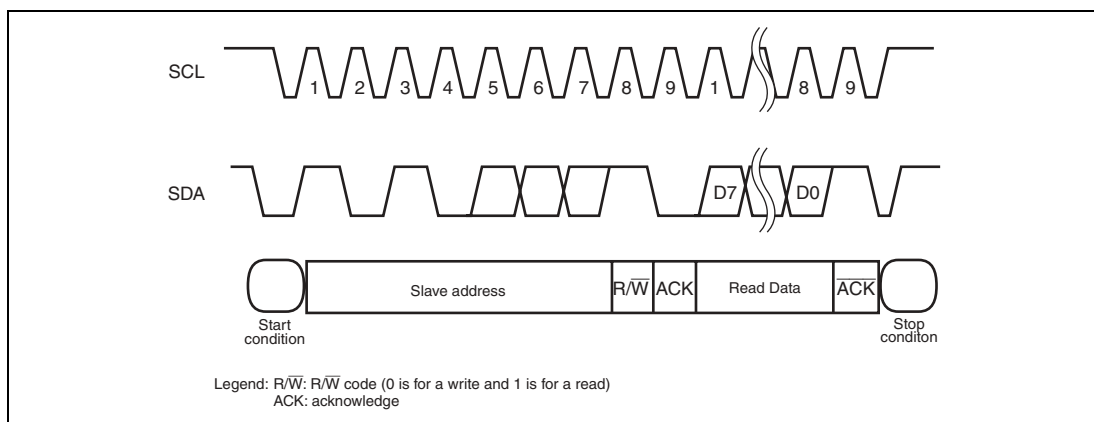 SCL
1 2 3 4 5 6 7 8 9 1 8 9
SDA
D7 D0
Slave address R/W̅ ACK Read Data A̅C̅K̅
Start
condition
Stop
conditon
Legend: R/W̅: R/W̅ code (0 is for a write and 1 is for a read)
ACK: acknowledge